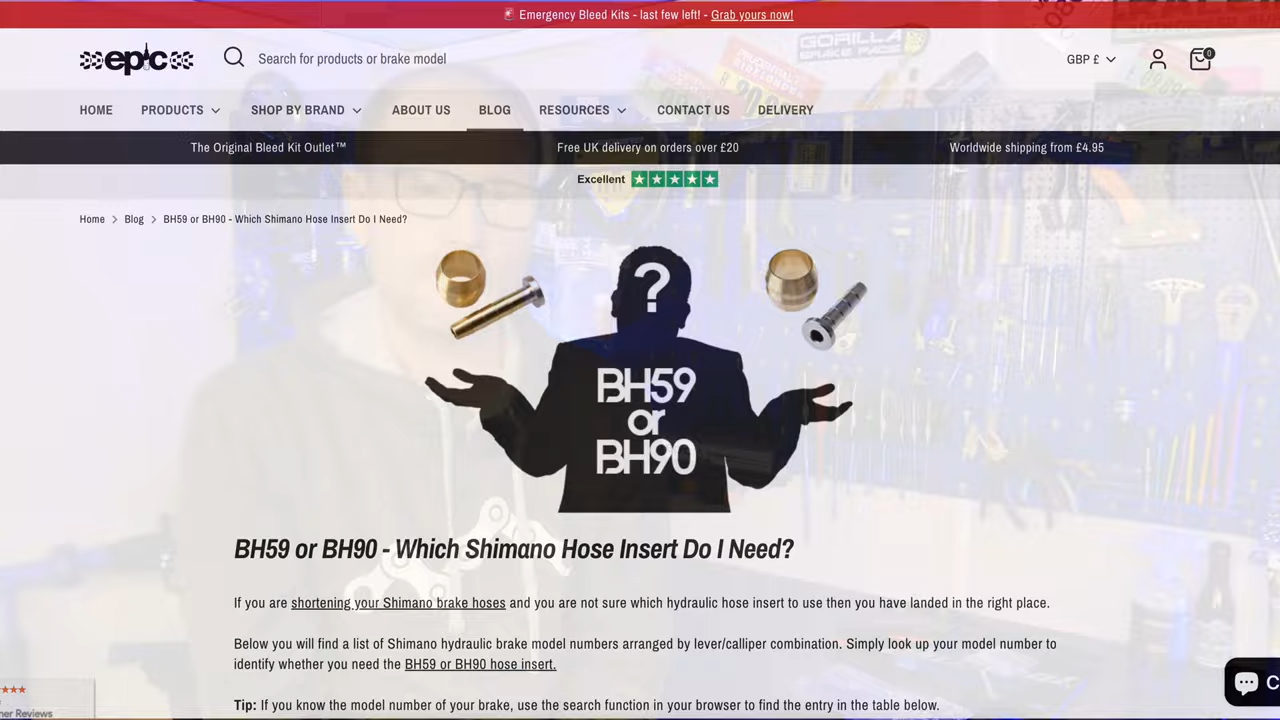 🚨 Emergency Bleed Kits - last few left! - Grab yours now!
GORILLA
BRAKE PADS
epic
Search for products or brake model
GBP £
0
HOME
PRODUCTS
SHOP BY BRAND
ABOUT US
BLOG
RESOURCES
CONTACT US
DELIVERY
The Original Bleed Kit Outlet™
Free UK delivery on orders over £20
Worldwide shipping from £4.95
Excellent
Home > Blog > BH59 or BH90 - Which Shimano Hose Insert Do I Need?
?
BH59
or
BH90
BH59 or BH90 - Which Shimano Hose Insert Do I Need?
If you are shortening your Shimano brake hoses and you are not sure which hydraulic hose insert to use then you have landed in the right place.
Below you will find a list of Shimano hydraulic brake model numbers arranged by lever/calliper combination. Simply look up your model number to
identify whether you need the BH59 or BH90 hose insert.
Tip: If you know the model number of your brake, use the search function in your browser to find the entry in the table below.
C
Reviews